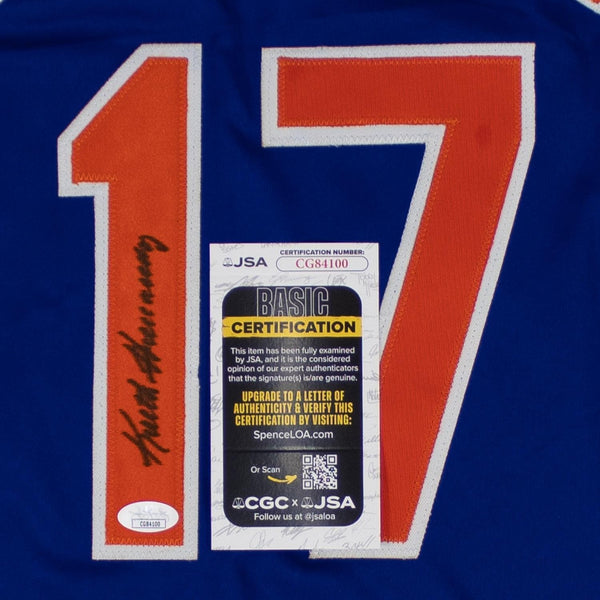 17
Keith Hernandez
JSA
CG84100
JSA
CERTIFICATION NUMBER:
CG84100
BASIC
CERTIFICATION
This item has been fully examined
by JSA, and it is the considered
opinion of our expert authenticators
that the signature(s) is/are genuine.
UPGRADE TO A LETTER OF
AUTHENTICITY & VERIFY THIS
CERTIFICATION BY VISITING:
SpenceLOA.com
Or Scan
CGC x JSA
Follow us at @jsaloa